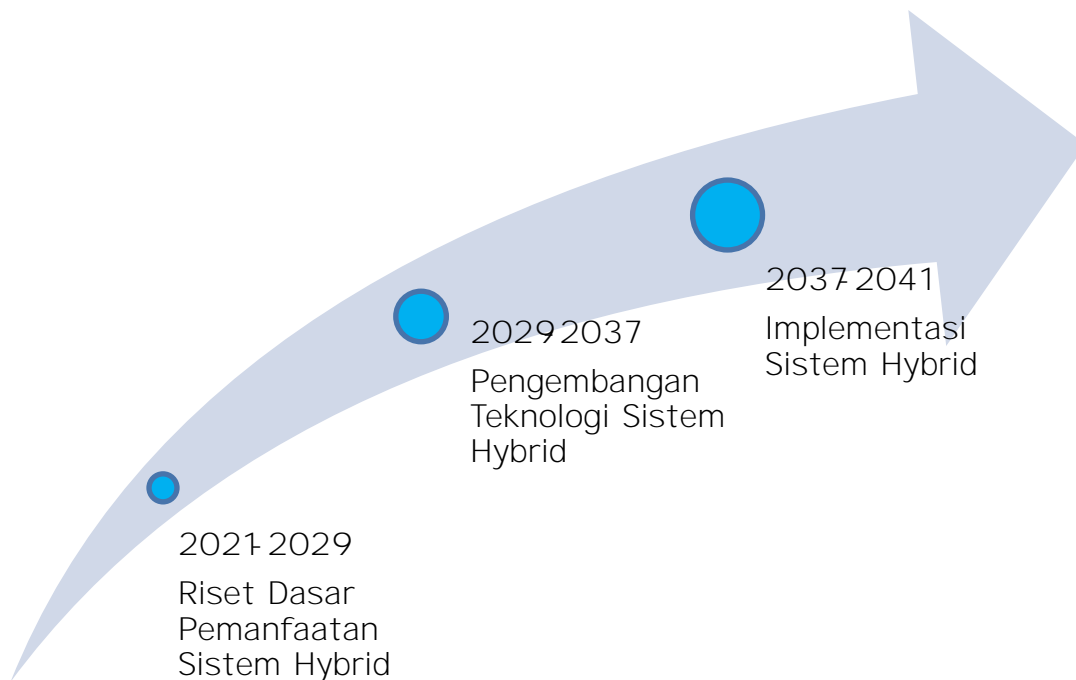 2021-2029
Riset Dasar
Pemanfaatan
Sistem Hybrid
2029-2037
Pengembangan
Teknologi Sistem
Hybrid
2037-2041
Implementasi
Sistem Hybrid